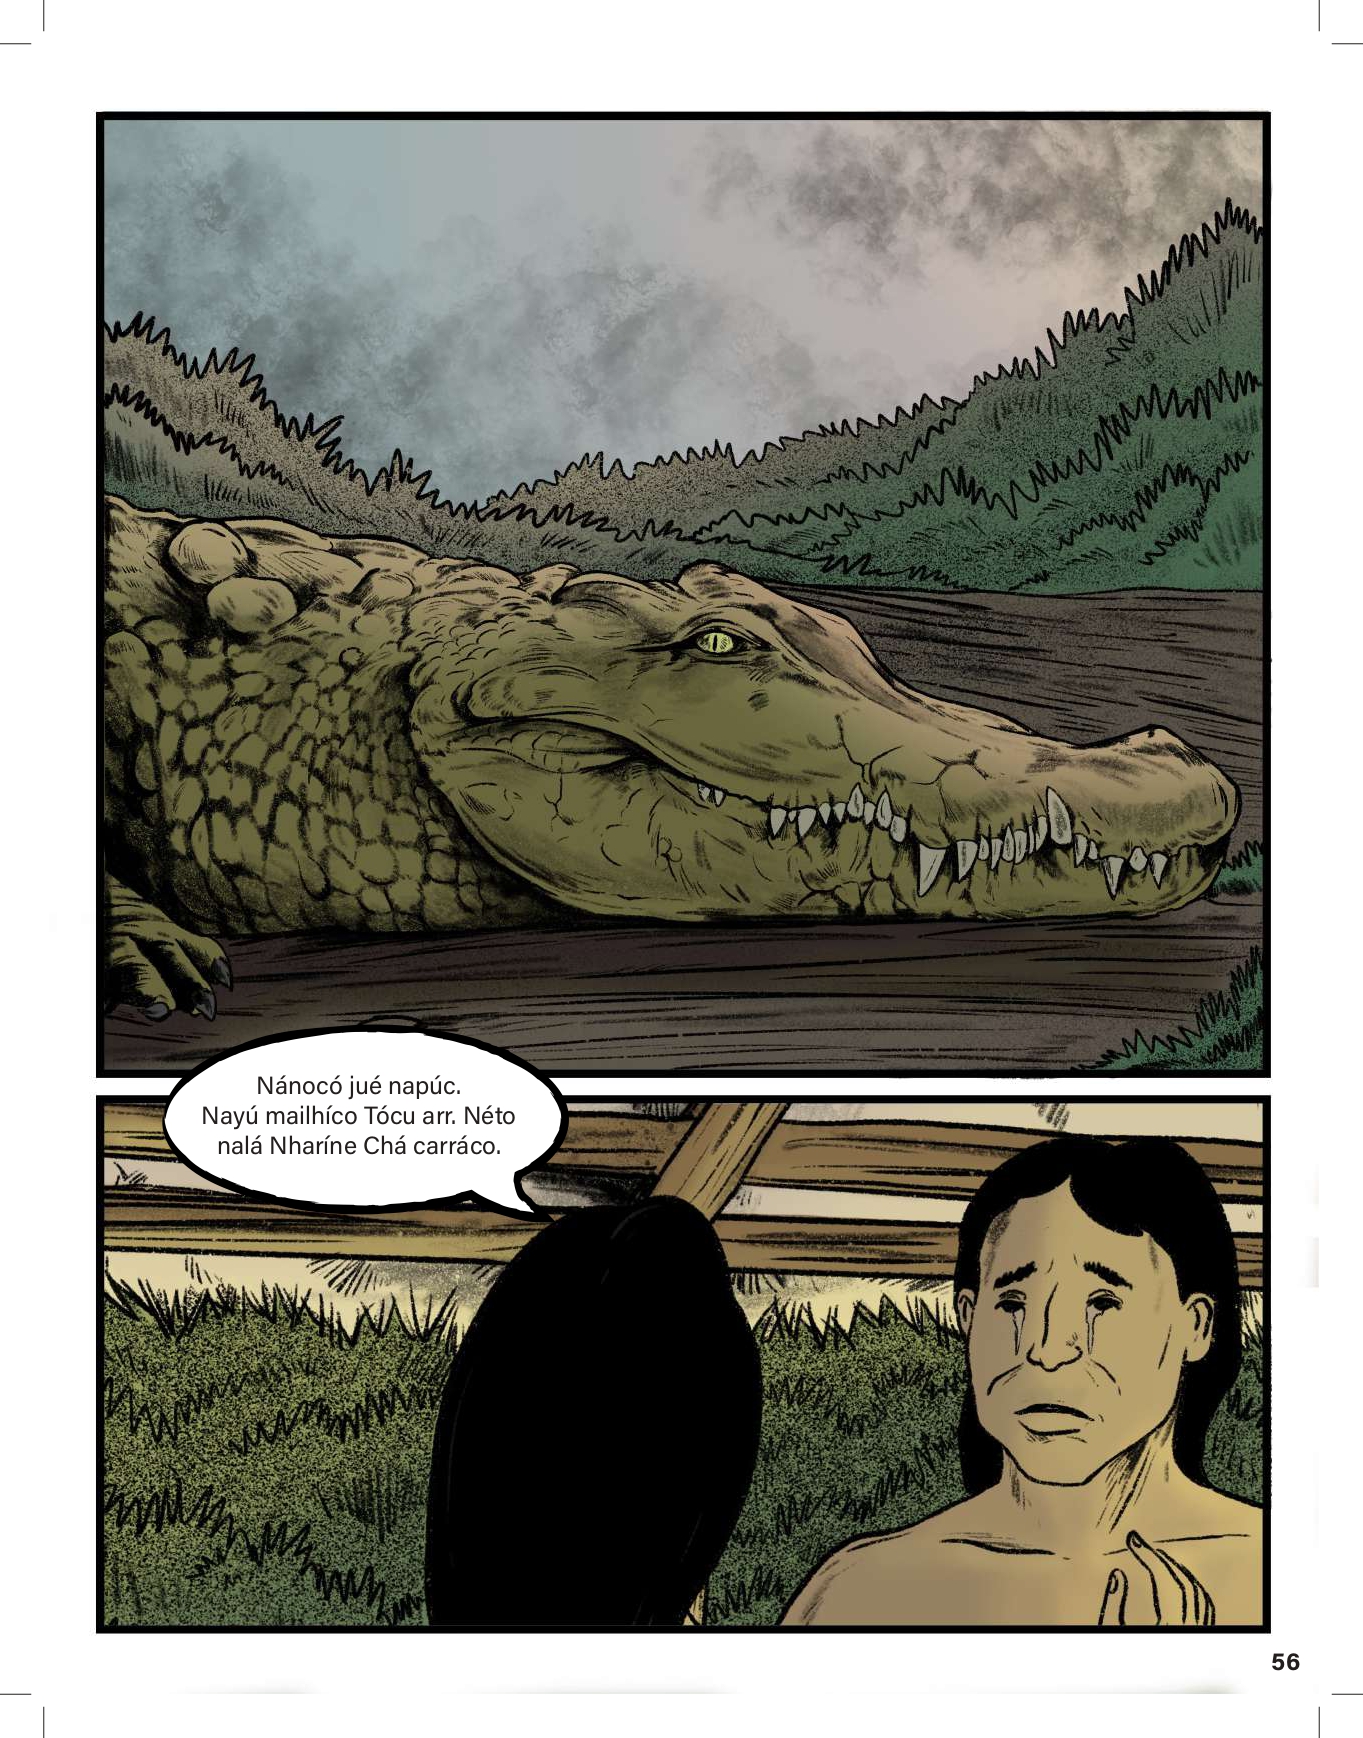 Nánocó jué napúc.
Nayú mailhíco Tócu arr. Néto
nalá Nharíne Chá carráco.
56